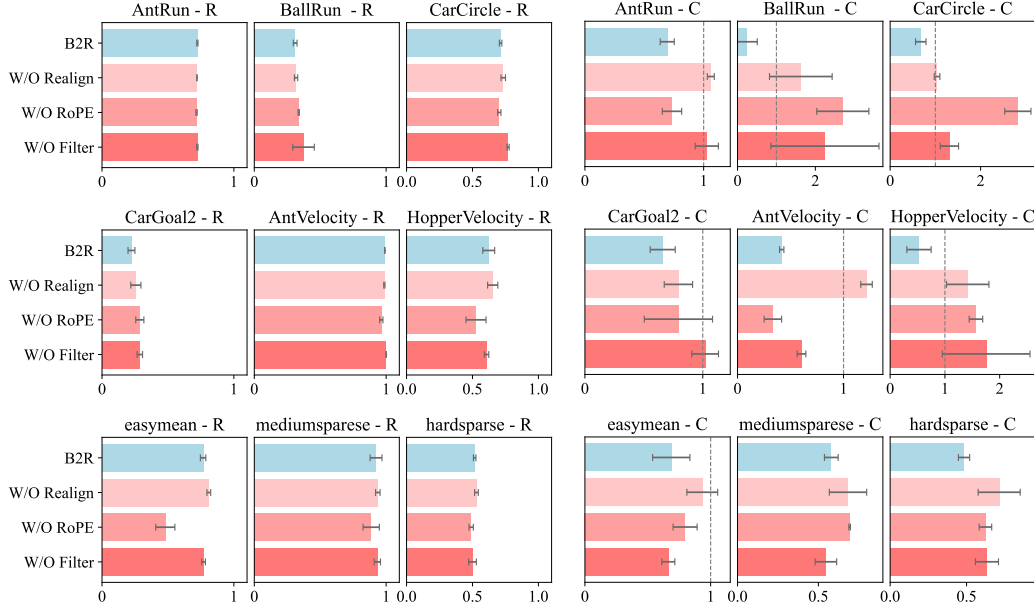 AntRun - R BallRun - R CarCircle - R AntRun - C BallRun - C CarCircle - C
B2R
W/O Realign
W/O RoPE
W/O Filter
0 1 0 1 0.0 0.5 1.0 0 1 0 2 0 2
CarGoal2 - R AntVelocity - R HopperVelocity - R CarGoal2 - C AntVelocity - C HopperVelocity - C
B2R
W/O Realign
W/O RoPE
W/O Filter
0 1 0 1 0.0 0.5 1.0 0 1 0 1 0 1 2
easymean - R mediumsparese - R hardsparse - R easymean - C mediumsparese - C hardsparse - C
B2R
W/O Realign
W/O RoPE
W/O Filter
0 1 0 1 0.0 0.5 1.0 0 1 0.0 0.5 0.0 0.5